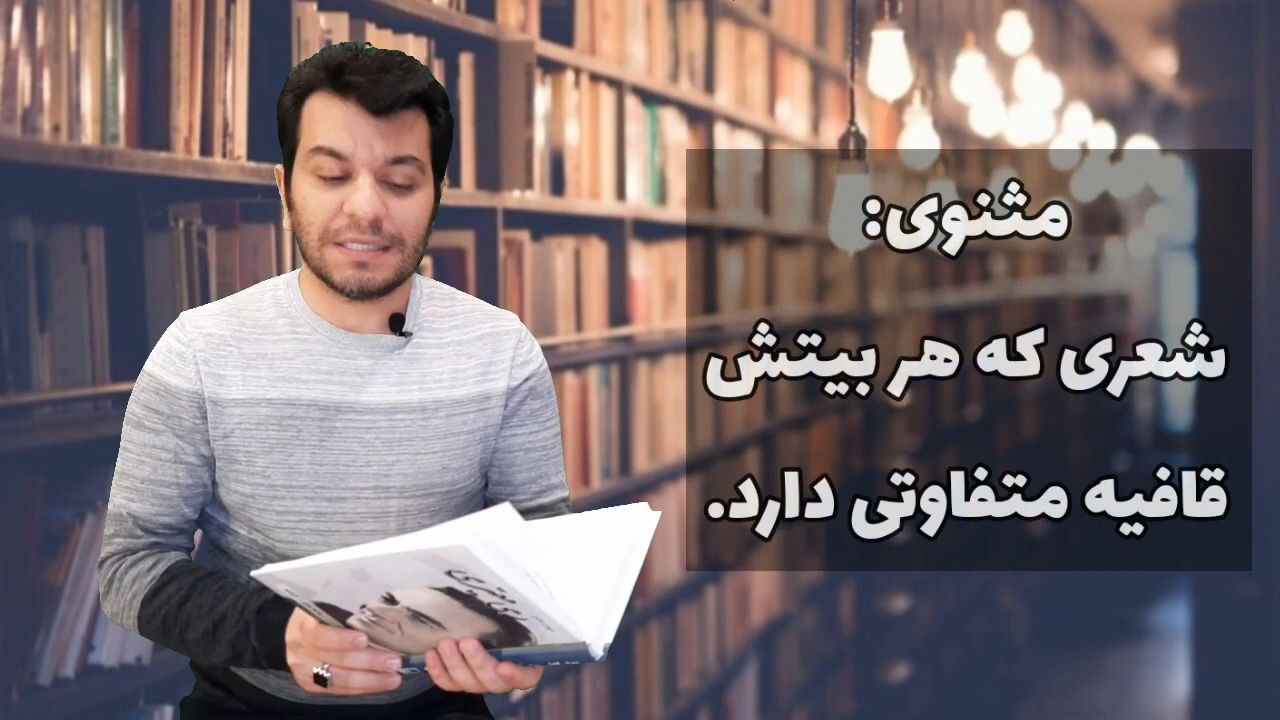 مثنوی:
شعری که هر بیتش
قافیه متفاوتی دارد.